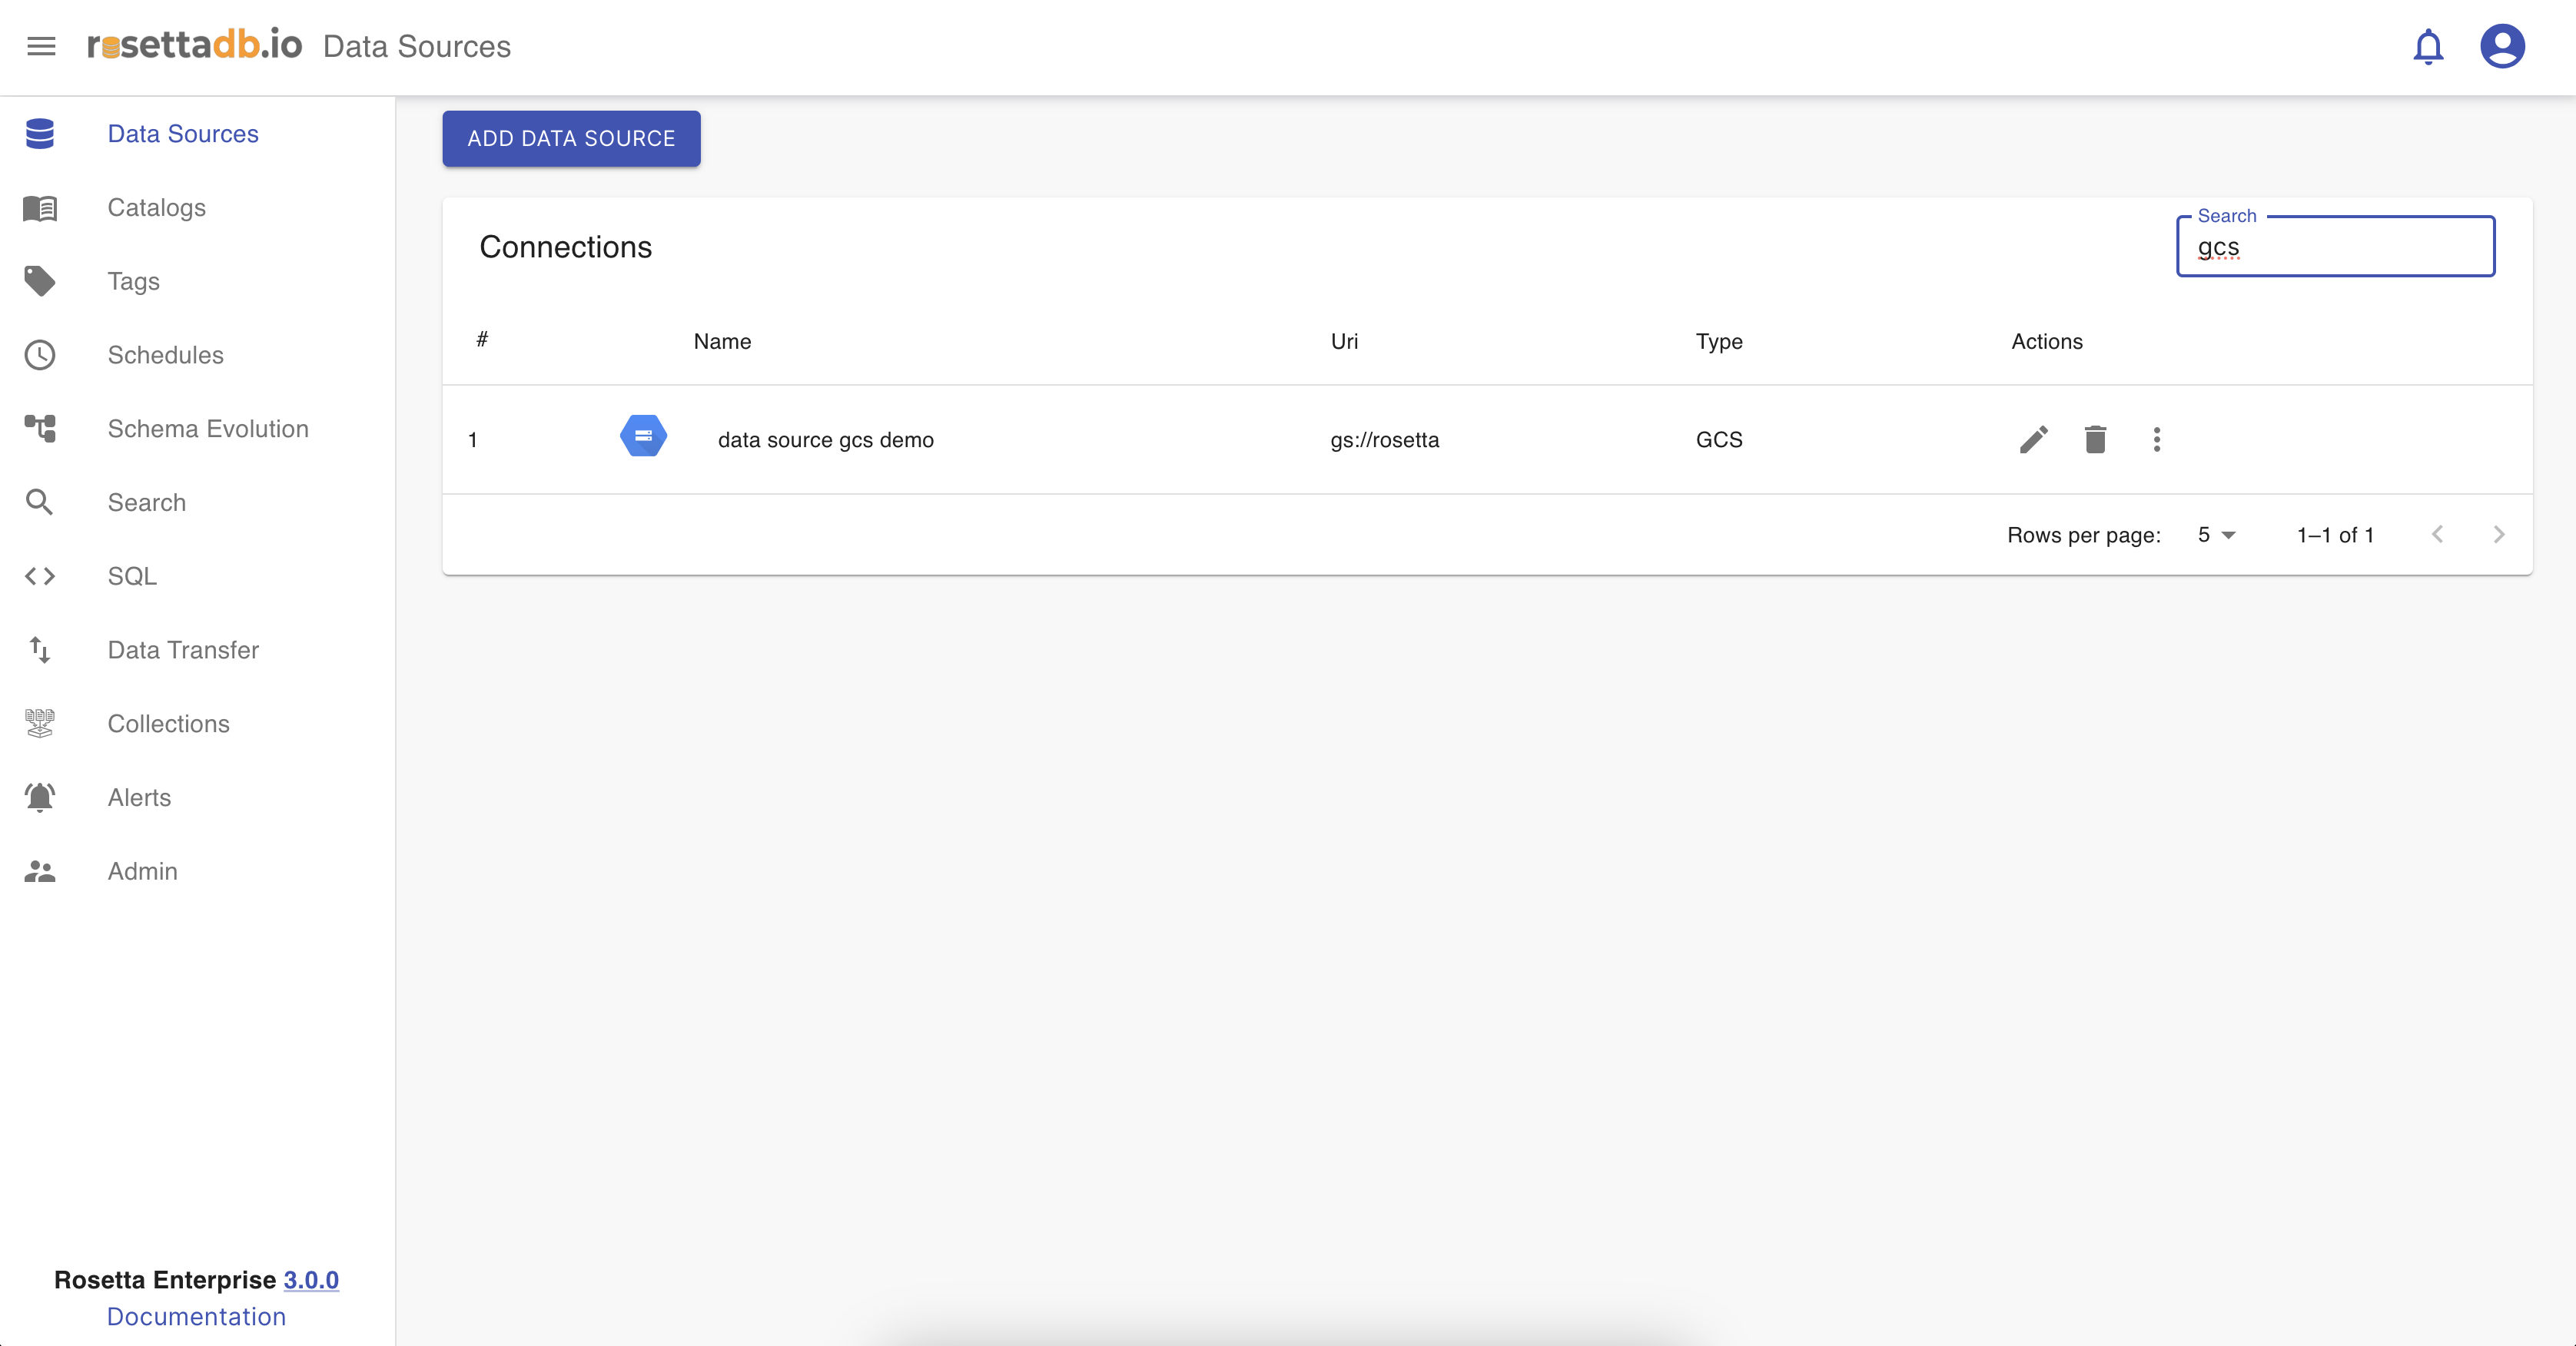 rosettadb.io Data Sources
Data Sources
Catalogs
Tags
Schedules
Schema Evolution
Search
SQL
Data Transfer
Collections
Alerts
Admin
Rosetta Enterprise 3.0.0
Documentation
ADD DATA SOURCE
Connections
Search
gcs
# Name Uri Type Actions
1 data source gcs demo gs://rosetta GCS
Rows per page: 5 1–1 of 1